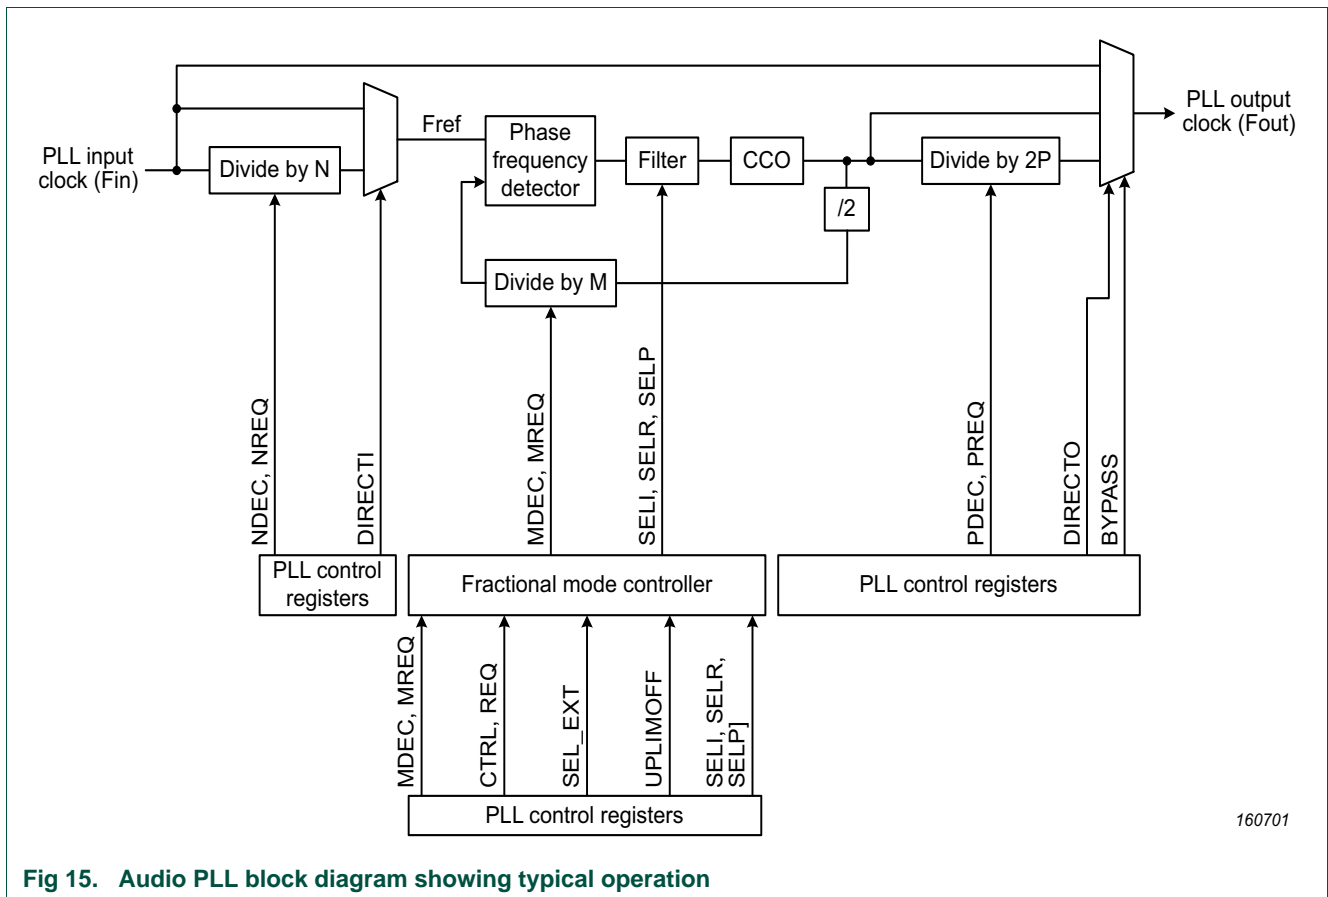 PLL input
clock (Fin)
Divide by N
Fref
Phase
frequency
detector
Filter
CCO
/2
Divide by 2P
PLL output
clock (Fout)
Divide by M
NDEC, NREQ
DIRECTI
MDEC, MREQ
SELI, SELR, SELP
PDEC, PREQ
DIRECTO
BYPASS
PLL control
registers
Fractional mode controller
PLL control registers
MDEC, MREQ
CTRL, REQ
SEL_EXT
UPLIMOFF
SELI, SELR,
SELP]
PLL control registers
160701
Fig 15. Audio PLL block diagram showing typical operation